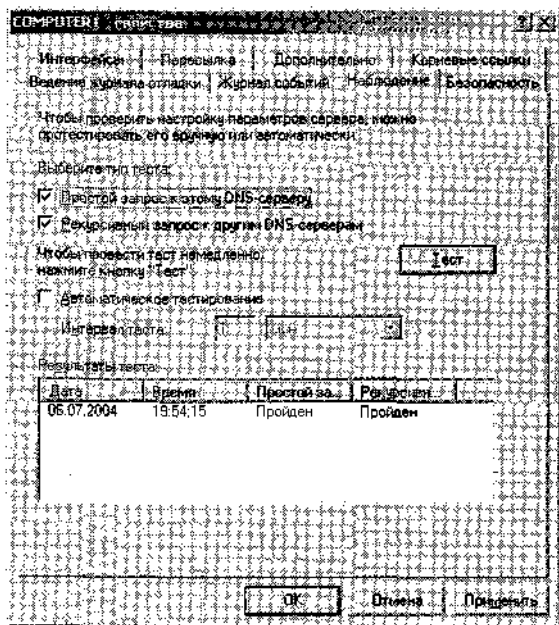 COMPUTER1: свойства
Интерфейсы Пересылка Дополнительно Корневые ссылки
Ведение журнала отладки Журнал событий Наблюдение Безопасность
Чтобы проверить настройку параметров сервера, можно
протестировать его вручную или автоматически.
Выберите тип теста:
Простой запрос к этому DNS-серверу
Рекурсивный запрос к другим DNS-серверам
Чтобы провести тест немедленно,
нажмите кнопку "Тест".
Тест
Автоматическое тестирование
Интервал теста:
Результаты теста:
Дата Время Простой за... Рекурсивн...
06.07.2004 19:54:15 Пройден Пройден
OK Отмена Применить